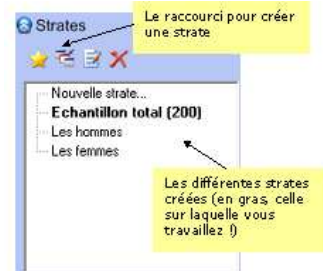 Strates
Le raccourci pour créer
une strate
Nouvelle strate...
Echantillon total (200)
Les hommes
Les femmes
Les différentes strates
créées (en gras, celle
sur laquelle vous
travaillez !)